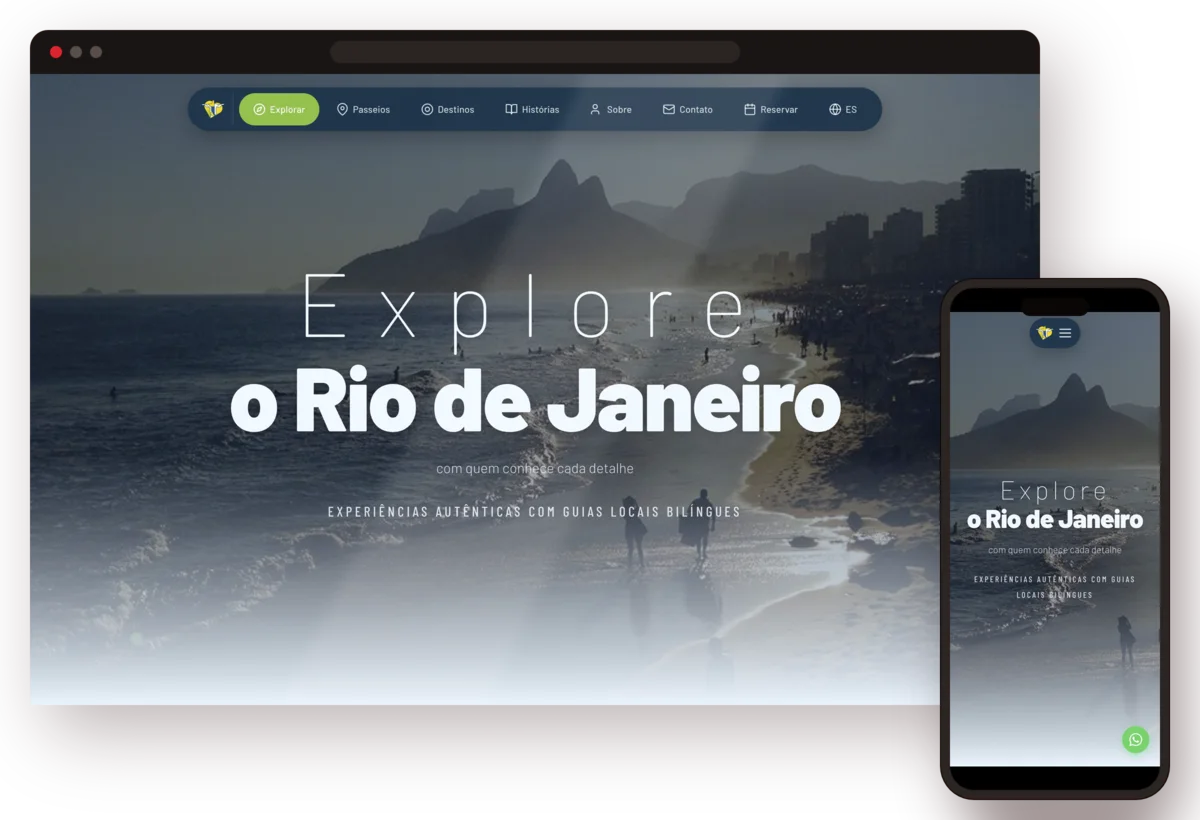 Explorar
Passeios
Destinos
Histórias
Sobre
Contato
Reservar
ES
Explore
o Rio de Janeiro
com quem conhece cada detalhe
EXPERIÊNCIAS AUTÊNTICAS COM GUIAS LOCAIS BILÍNGUES
Explore
o Rio de Janeiro
com quem conhece cada detalhe
EXPERIÊNCIAS AUTÊNTICAS COM GUIAS
LOCAIS BILÍNGUES